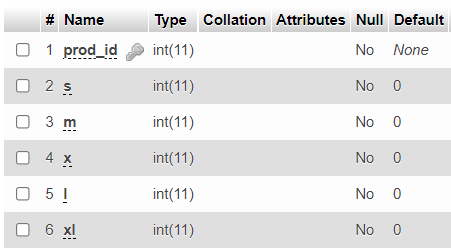 # Name Type Collation Attributes Null Default
1 prod_id int(11) No None
2 s int(11) No 0
3 m int(11) No 0
4 x int(11) No 0
5 l int(11) No 0
6 xl int(11) No 0